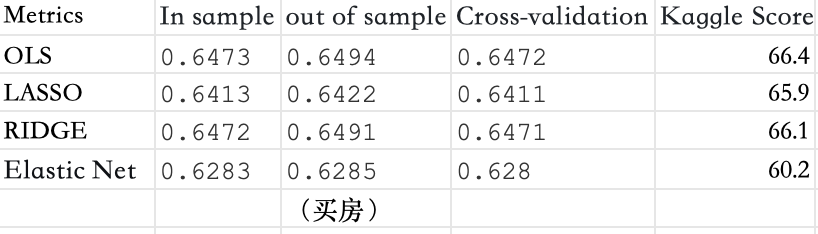 Metrics In sample out of sample Cross-validation Kaggle Score
OLS 0.6473 0.6494 0.6472 66.4
LASSO 0.6413 0.6422 0.6411 65.9
RIDGE 0.6472 0.6491 0.6471 66.1
Elastic Net 0.6283 0.6285 0.628 60.2
（买房）